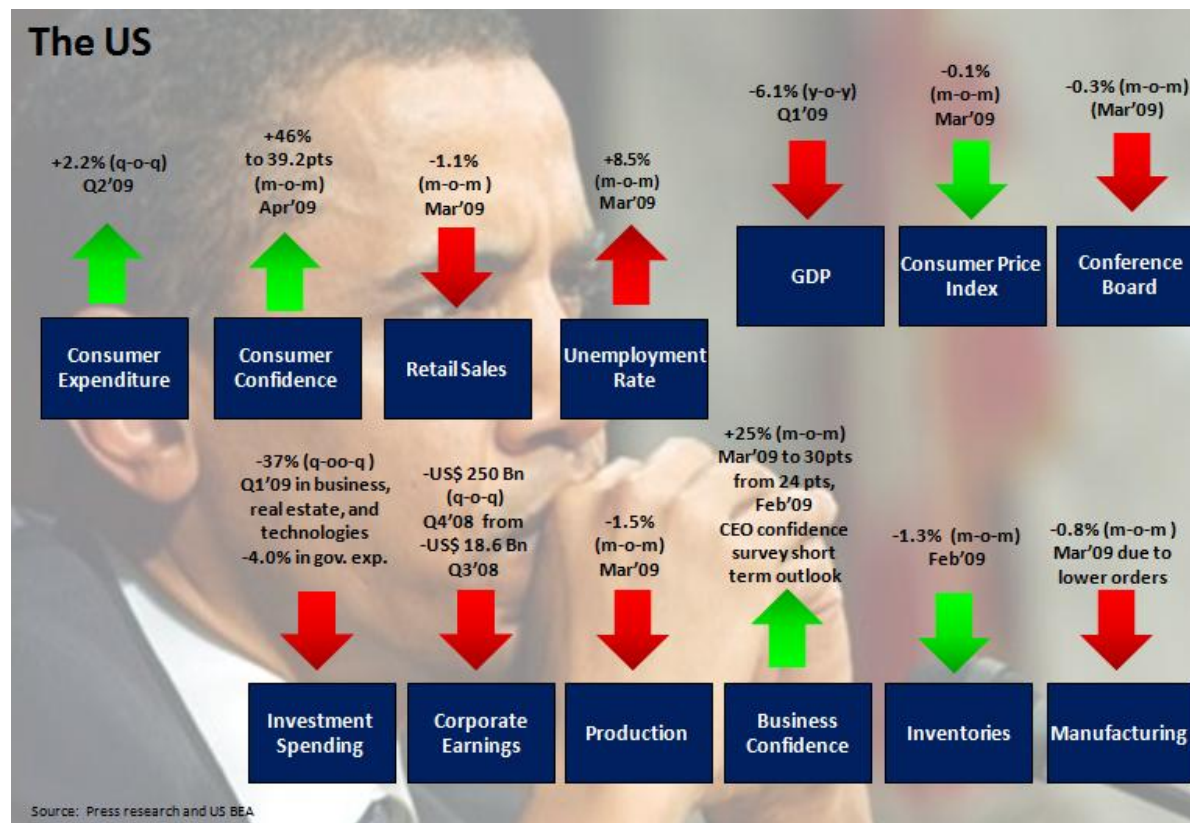 The US
+2.2% (q-o-q)
Q2'09
Consumer
Expenditure
+46%
to 39.2pts
(m-o-m)
Apr'09
Consumer
Confidence
-1.1%
(m-o-m )
Mar'09
Retail Sales
+8.5%
(m-o-m)
Mar'09
Unemployment
Rate
-6.1% (y-o-y)
Q1'09
GDP
-0.1%
(m-o-m)
Mar'09
Consumer Price
Index
-0.3% (m-o-m)
(Mar'09)
Conference
Board
-37% (q-oo-q )
Q1'09 in business,
real estate, and
technologies
-4.0% in gov. exp.
Investment
Spending
-US$ 250 Bn
(q-o-q)
Q4'08 from
-US$ 18.6 Bn
Q3'08
Corporate
Earnings
-1.5%
(m-o-m)
Mar'09
Production
+25% (m-o-m)
Mar'09 to 30pts
from 24 pts,
Feb'09
CEO confidence
survey short
term outlook
Business
Confidence
-1.3% (m-o-m)
Feb'09
Inventories
-0.8% (m-o-m )
Mar'09 due to
lower orders
Manufacturing
Source: Press research and US BEA